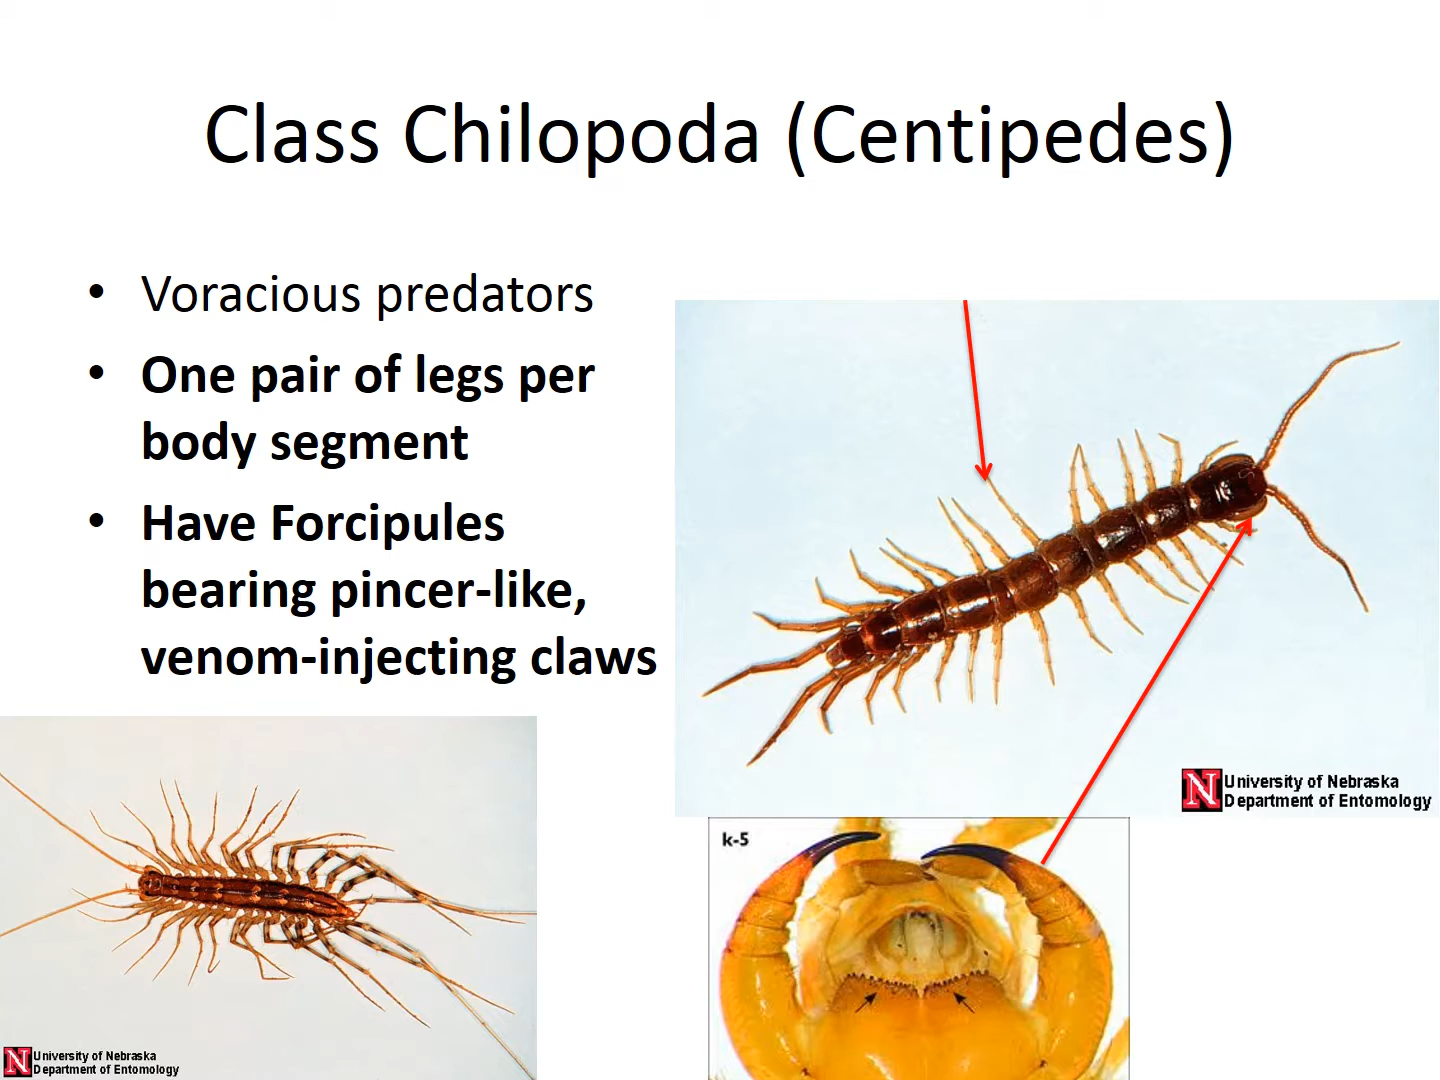 Class Chilopoda (Centipedes)
• Voracious predators
• One pair of legs per
body segment
• Have Forcipules
bearing pincer-like,
venom-injecting claws
N University of Nebraska
Department of Entomology
k-5
N University of Nebraska
Department of Entomology